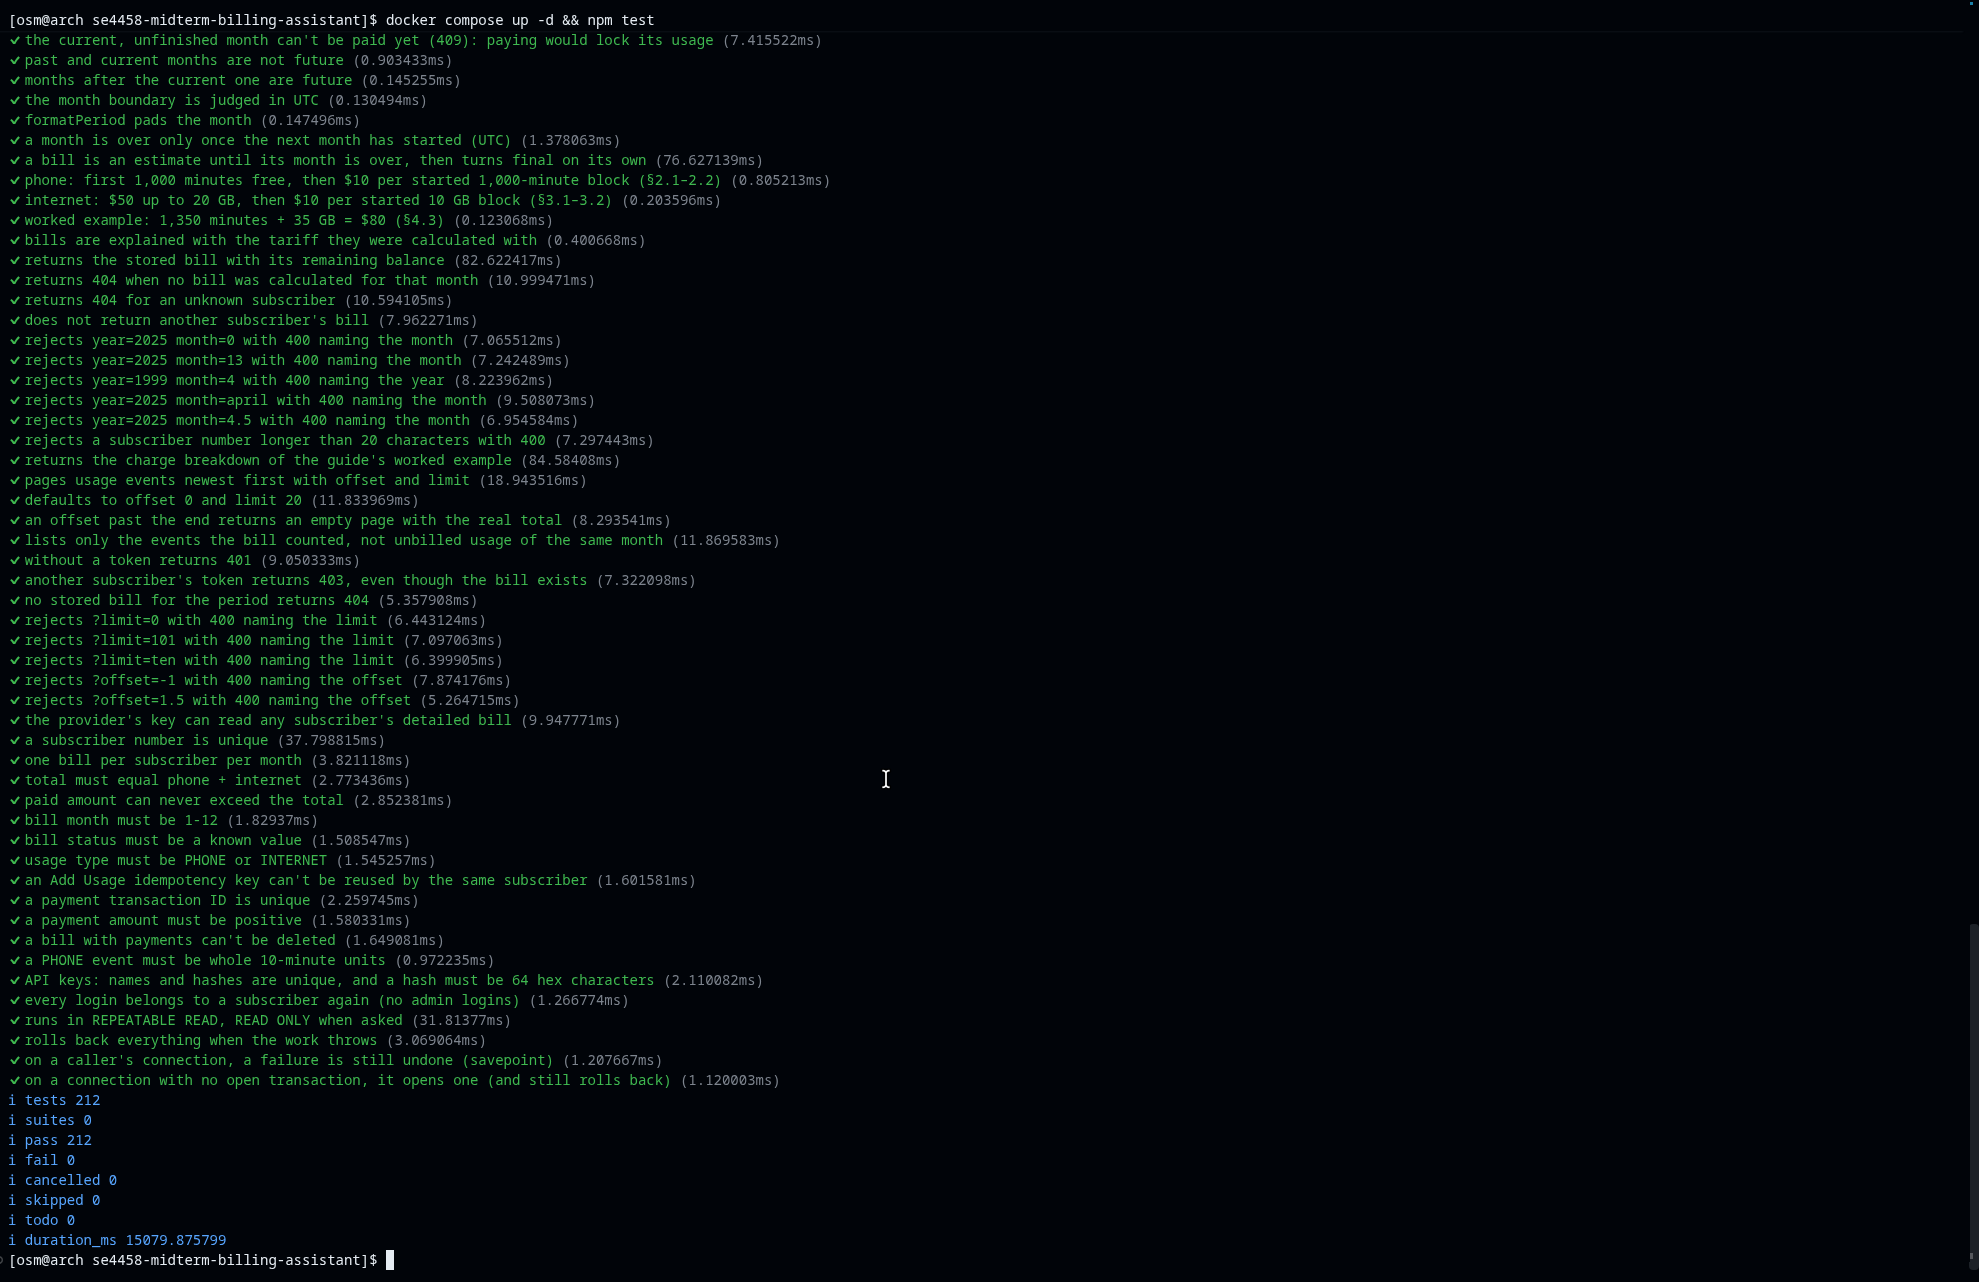 [osm@arch se4458-midterm-billing-assistant]$ docker compose up -d && npm test
✓ the current, unfinished month can't be paid yet (409): paying would lock its usage (7.415522ms)
✓ past and current months are not future (0.903433ms)
✓ months after the current one are future (0.145255ms)
✓ the month boundary is judged in UTC (0.130494ms)
✓ formatPeriod pads the month (0.147496ms)
✓ a month is over only once the next month has started (UTC) (1.378063ms)
✓ a bill is an estimate until its month is over, then turns final on its own (76.627139ms)
✓ phone: first 1,000 minutes free, then $10 per started 1,000-minute block (§2.1–2.2) (0.805213ms)
✓ internet: $50 up to 20 GB, then $10 per started 10 GB block (§3.1–3.2) (0.203596ms)
✓ worked example: 1,350 minutes + 35 GB = $80 (§4.3) (0.123068ms)
✓ bills are explained with the tariff they were calculated with (0.400668ms)
✓ returns the stored bill with its remaining balance (82.622417ms)
✓ returns 404 when no bill was calculated for that month (10.999471ms)
✓ returns 404 for an unknown subscriber (10.594105ms)
✓ does not return another subscriber's bill (7.962271ms)
✓ rejects year=2025 month=0 with 400 naming the month (7.065512ms)
✓ rejects year=2025 month=13 with 400 naming the month (7.242489ms)
✓ rejects year=1999 month=4 with 400 naming the year (8.223962ms)
✓ rejects year=2025 month=april with 400 naming the month (9.508073ms)
✓ rejects year=2025 month=4.5 with 400 naming the month (6.954584ms)
✓ rejects a subscriber number longer than 20 characters with 400 (7.297443ms)
✓ returns the charge breakdown of the guide's worked example (84.58408ms)
✓ pages usage events newest first with offset and limit (18.943516ms)
✓ defaults to offset 0 and limit 20 (11.833969ms)
✓ an offset past the end returns an empty page with the real total (8.293541ms)
✓ lists only the events the bill counted, not unbilled usage of the same month (11.869583ms)
✓ without a token returns 401 (9.050333ms)
✓ another subscriber's token returns 403, even though the bill exists (7.322098ms)
✓ no stored bill for the period returns 404 (5.357908ms)
✓ rejects ?limit=0 with 400 naming the limit (6.443124ms)
✓ rejects ?limit=101 with 400 naming the limit (7.097063ms)
✓ rejects ?limit=ten with 400 naming the limit (6.399905ms)
✓ rejects ?offset=-1 with 400 naming the offset (7.874176ms)
✓ rejects ?offset=1.5 with 400 naming the offset (5.264715ms)
✓ the provider's key can read any subscriber's detailed bill (9.947771ms)
✓ a subscriber number is unique (37.798815ms)
✓ one bill per subscriber per month (3.821118ms)
✓ total must equal phone + internet (2.773436ms)
✓ paid amount can never exceed the total (2.852381ms)
✓ bill month must be 1-12 (1.82937ms)
✓ bill status must be a known value (1.508547ms)
✓ usage type must be PHONE or INTERNET (1.545257ms)
✓ an Add Usage idempotency key can't be reused by the same subscriber (1.601581ms)
✓ a payment transaction ID is unique (2.259745ms)
✓ a payment amount must be positive (1.580331ms)
✓ a bill with payments can't be deleted (1.649081ms)
✓ a PHONE event must be whole 10-minute units (0.972235ms)
✓ API keys: names and hashes are unique, and a hash must be 64 hex characters (2.110082ms)
✓ every login belongs to a subscriber again (no admin logins) (1.266774ms)
✓ runs in REPEATABLE READ, READ ONLY when asked (31.81377ms)
✓ rolls back everything when the work throws (3.069064ms)
✓ on a caller's connection, a failure is still undone (savepoint) (1.207667ms)
✓ on a connection with no open transaction, it opens one (and still rolls back) (1.120003ms)
i tests 212
i suites 0
i pass 212
i fail 0
i cancelled 0
i skipped 0
i todo 0
i duration_ms 15079.875799
[osm@arch se4458-midterm-billing-assistant]$